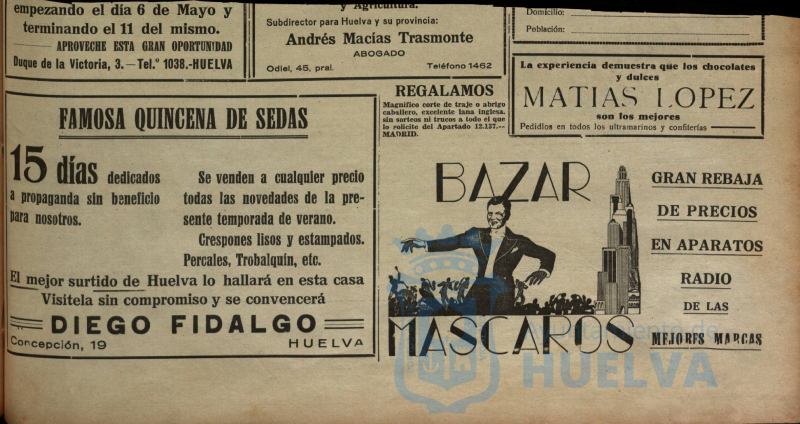 empezando el día 6 de Mayo y
terminando el 11 del mismo.
APROVECHE ESTA GRAN OPORTUNIDAD
Duque de la Victoria, 3.—Tel.º 1038.-HUELVA
y Agricultura.
Subdirector para Huelva y su provincia:
Andrés Macías Trasmonte
ABOGADO
Odiel, 45, pral. Teléfono 1462
Domicilio:
Población:
La experiencia demuestra que los chocolates
y dulces
MATIAS LOPEZ
son los mejores
Pedidlos en todos los ultramarinos y confiterías
REGALAMOS
Magnífico corte de traje o abrigo
caballero, excelente lana inglesa,
sin sorteos ni trucos a todo el que
lo solicite del Apartado 12.137.—
MADRID.
FAMOSA QUINCENA DE SEDAS
15 días dedicados
a propaganda sin beneficio
para nosotros.
Se venden a cualquier precio
todas las novedades de la pre-
sente temporada de verano.
Crespones lisos y estampados.
Percales, Trobalquín, etc.
El mejor surtido de Huelva lo hallará en esta casa
Visítela sin compromiso y se convencerá
DIEGO FIDALGO
Concepción, 19 HUELVA
BAZAR
MASCAROS
GRAN REBAJA
DE PRECIOS
EN APARATOS
RADIO
DE LAS
MEJORES MARCAS
Ayuntamiento de
HUELVA